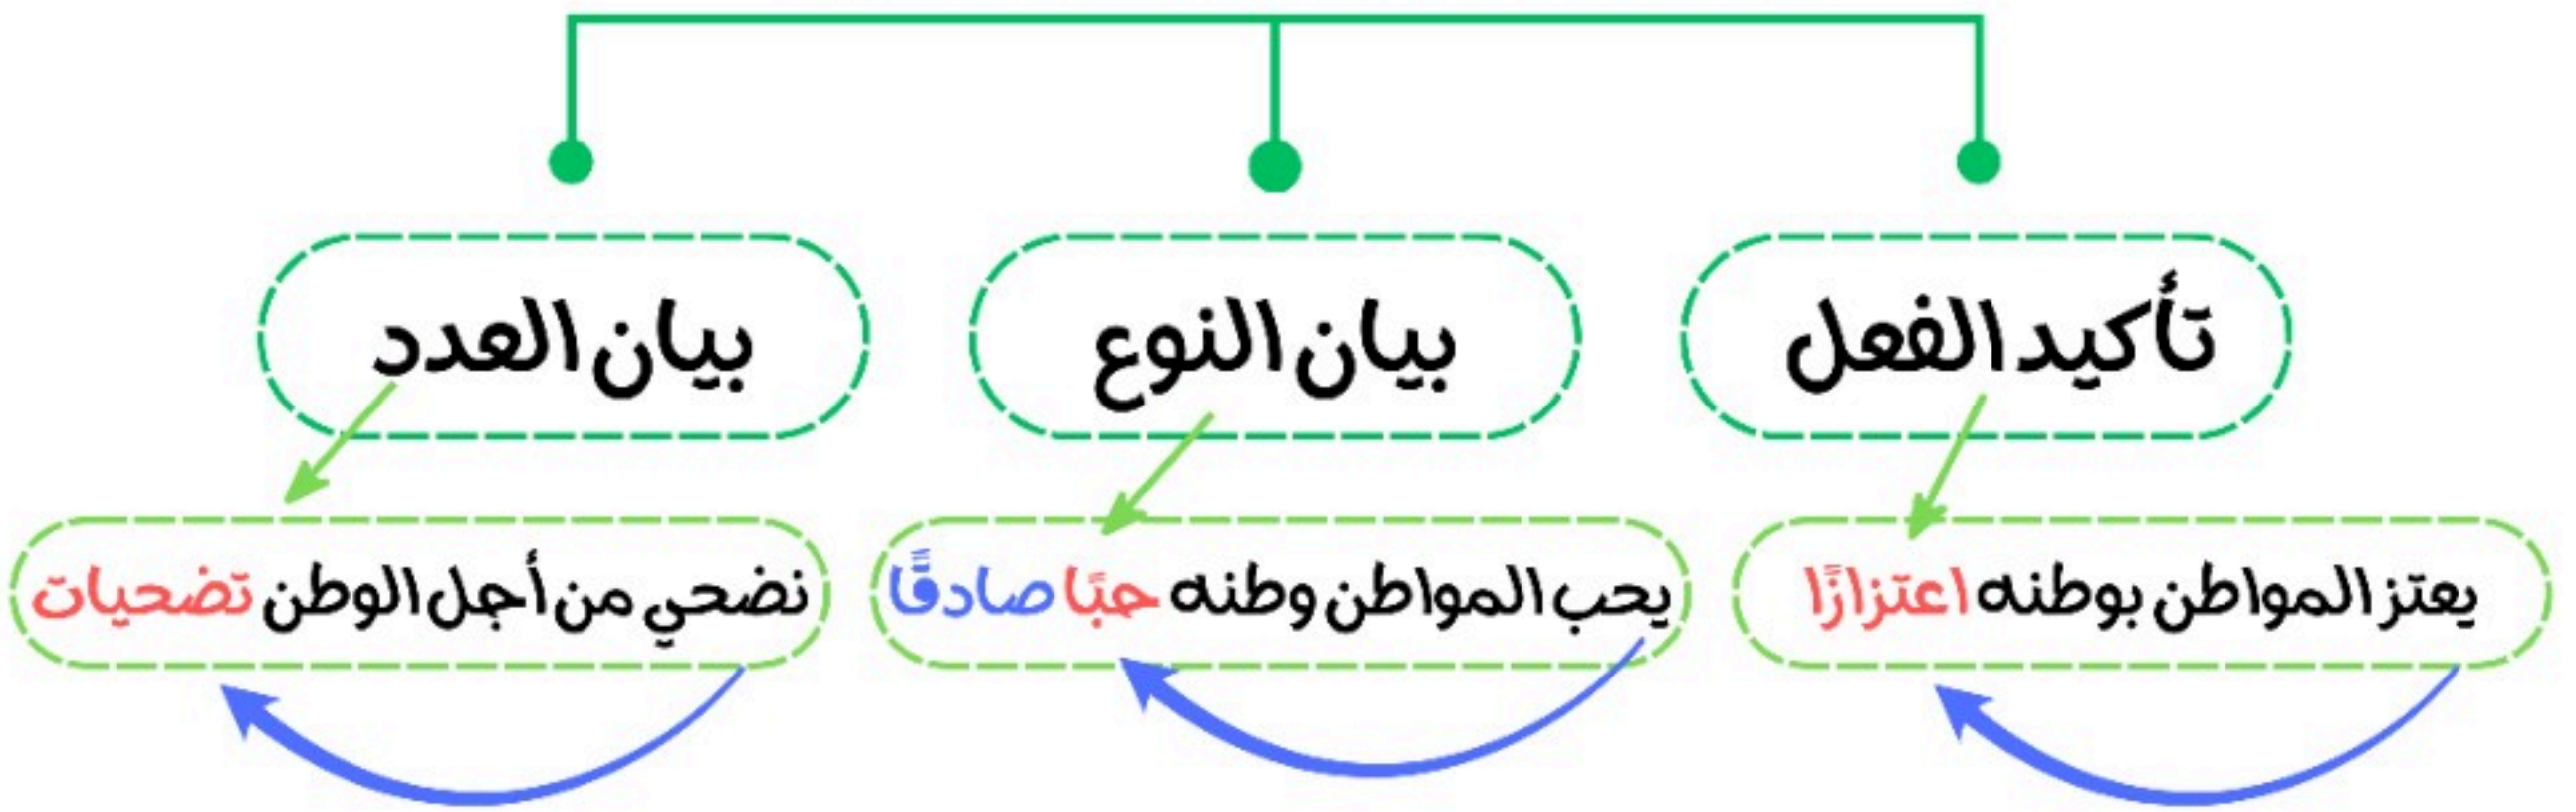 تأكيد الفعل
بيان النوع
بيان العدد
يعتز المواطن بوطنه اعتزازًا
يحب المواطن وطنه حبًا صادقًا
نضحي من أجل الوطن تضحيات